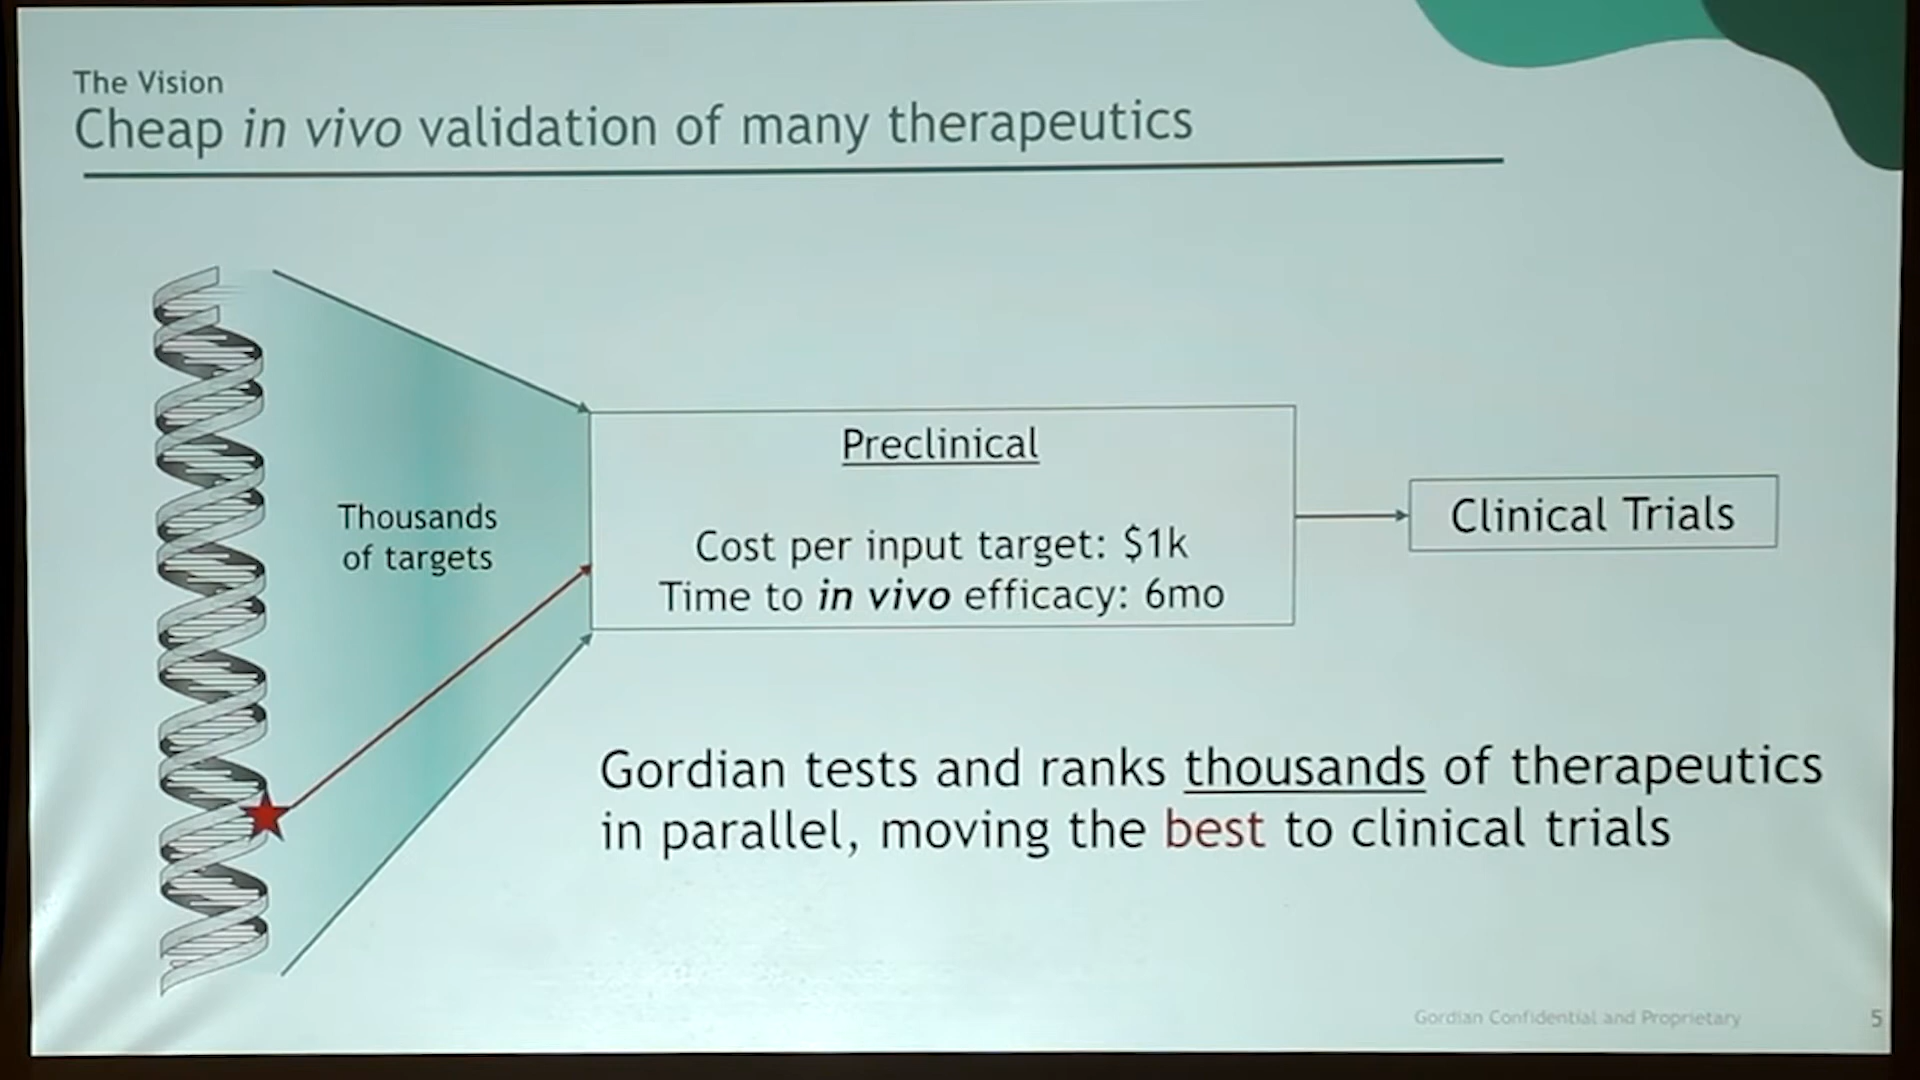 The Vision
Cheap in vivo validation of many therapeutics
Thousands
of targets
Preclinical
Cost per input target: $1k
Time to in vivo efficacy: 6mo
Clinical Trials
Gordian tests and ranks thousands of therapeutics
in parallel, moving the best to clinical trials
Gordian Confidential and Proprietary
5